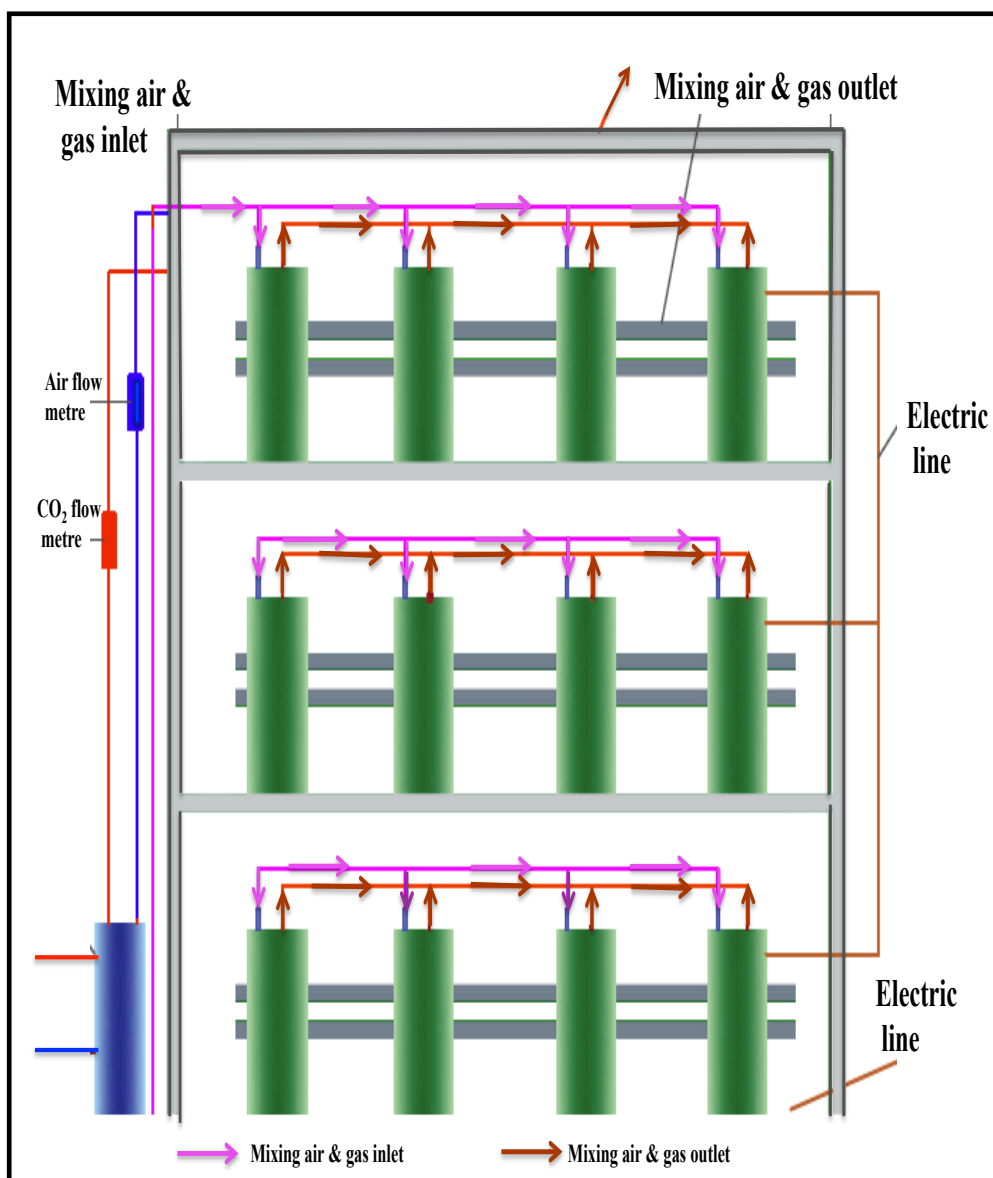 Mixing air &
gas inlet
Mixing air & gas outlet
Air flow
metre
CO₂ flow
metre
Electric
line
Electric
line
Mixing air & gas inlet
Mixing air & gas outlet